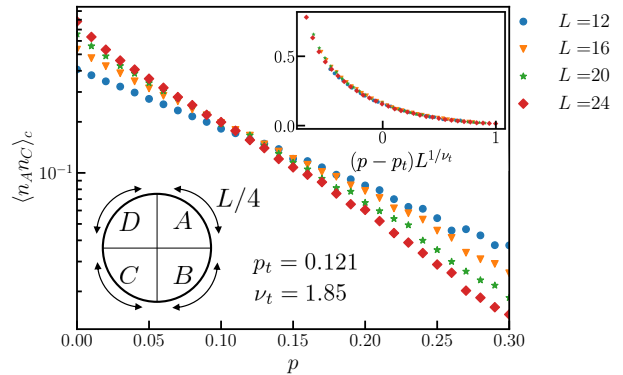 L = 12
L = 16
L = 20
L = 24
0.5
0.0
0
1
(p − p_t)L^{1/ν_t}
⟨n_A n_C⟩_c
10^{−1}
L/4
D
A
C
B
p_t = 0.121
ν_t = 1.85
0.00
0.05
0.10
0.15
0.20
0.25
0.30
p